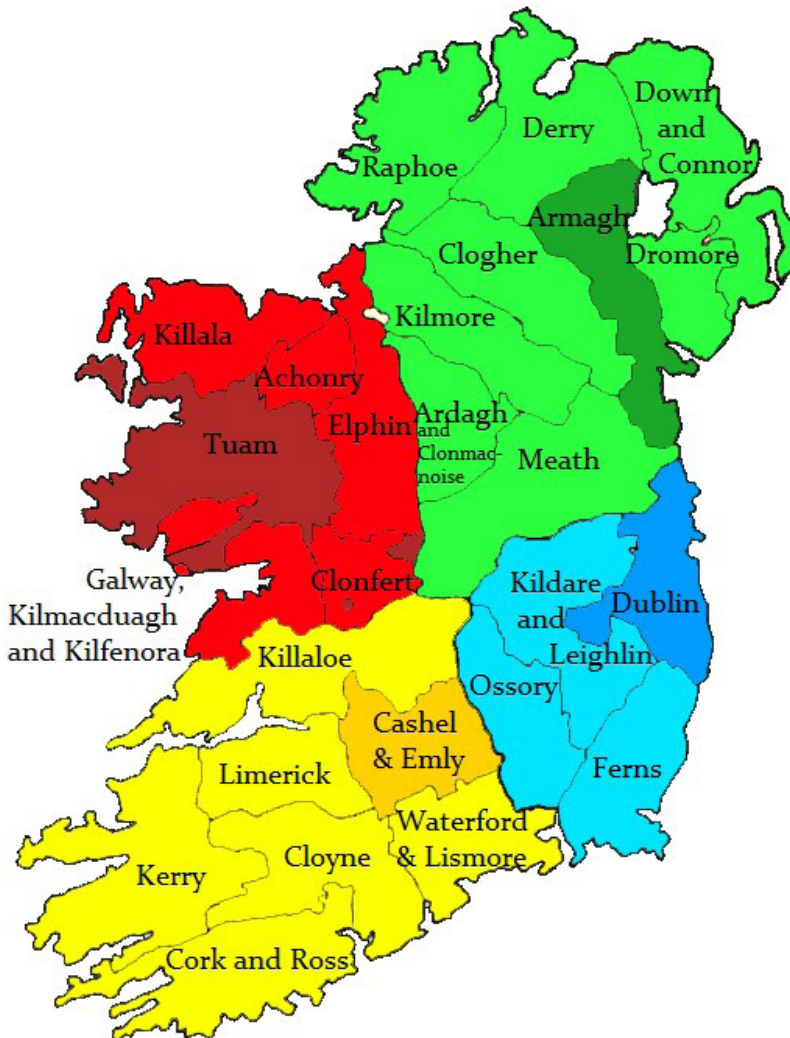 Down
and
Connor
Derry
Raphoe
Armagh
Clogher
Dromore
Kilmore
Killala
Achonry
Ardagh
and
Clonmac-
noise
Elphin
Tuam
Meath
Galway,
Kilmacduagh
and Kilfenora
Clonfert
Kildare
and
Leighlin
Dublin
Killaloe
Ossory
Cashel
& Emly
Ferns
Limerick
Waterford
& Lismore
Cloyne
Kerry
Cork and Ross